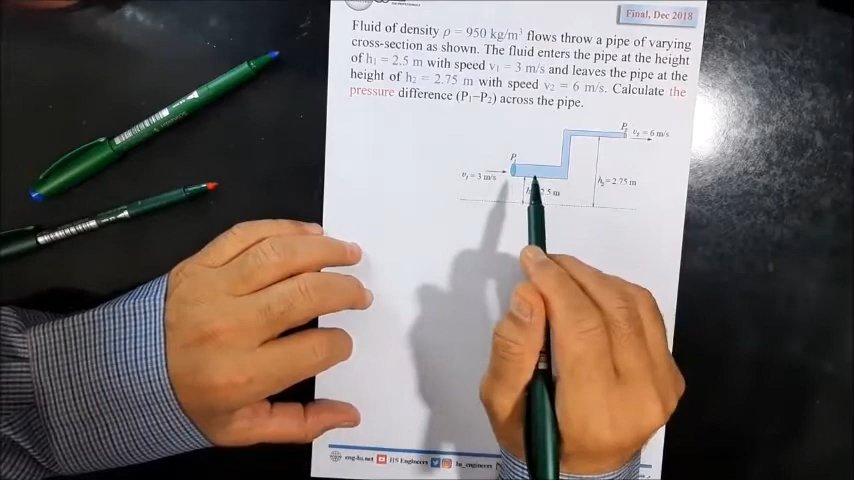 Final, Dec 2018
Fluid of density ρ = 950 kg/m³ flows throw a pipe of varying
cross-section as shown. The fluid enters the pipe at the height
of h₁ = 2.5 m with speed v₁ = 3 m/s and leaves the pipe at the
height of h₂ = 2.75 m with speed v₂ = 6 m/s. Calculate the
pressure difference (P₁−P₂) across the pipe.
P₂
v₂ = 6 m/s
P
v₁ = 3 m/s
h₂ = 2.75 m
2.5 m
eng-hs.net HS Engineers hs_engineers